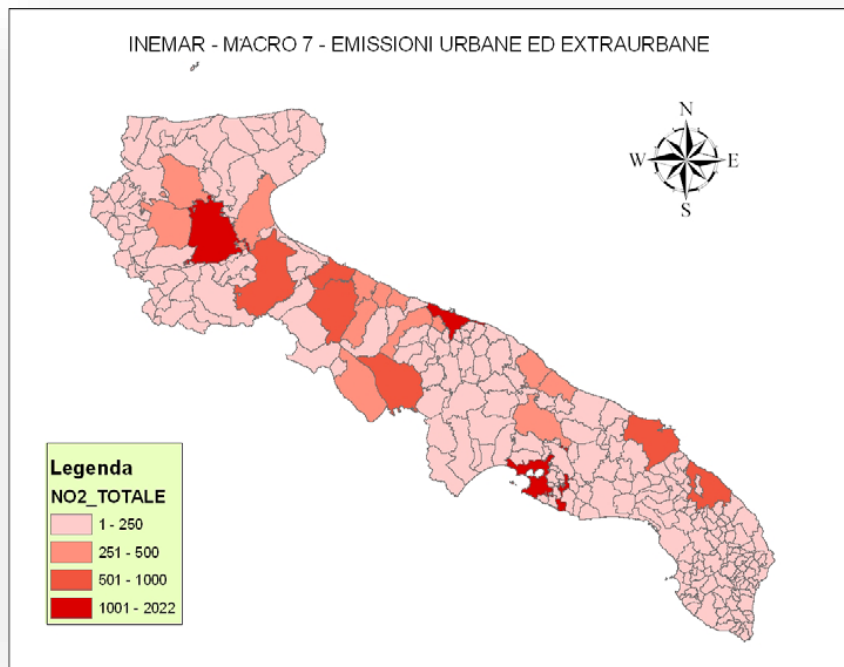 INEMAR - MACRO 7 - EMISSIONI URBANE ED EXTRAURBANE
N
W E
S
Legenda
NO2_TOTALE
1 - 250
251 - 500
501 - 1000
1001 - 2022